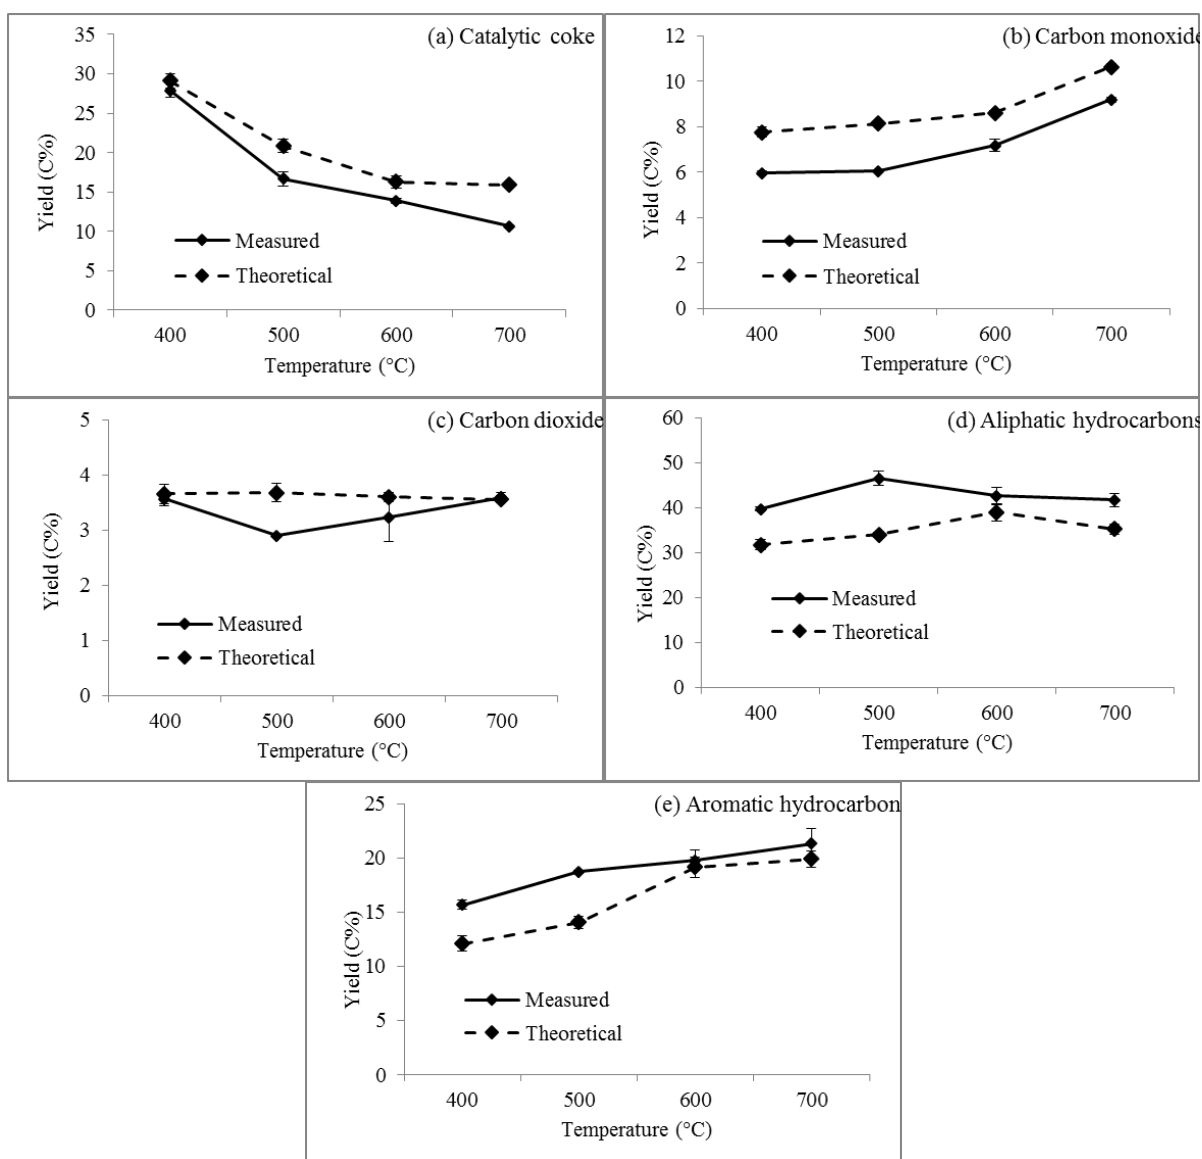 (a) Catalytic coke
35
30
25
20
15
10
5
0
Yield (C%)
Measured
Theoretical
400 500 600 700
Temperature (°C)
(b) Carbon monoxide
12
10
8
6
4
2
0
Yield (C%)
Measured
Theoretical
400 500 600 700
Temperature (°C)
(c) Carbon dioxide
5
4
3
2
1
0
Yield (C%)
Measured
Theoretical
400 500 600 700
Temperature (°C)
(d) Aliphatic hydrocarbons
60
50
40
30
20
10
0
Yield (C%)
Measured
Theoretical
400 500 600 700
Temperature (°C)
(e) Aromatic hydrocarbon
25
20
15
10
5
0
Yield (C%)
Measured
Theoretical
400 500 600 700
Temperature (°C)